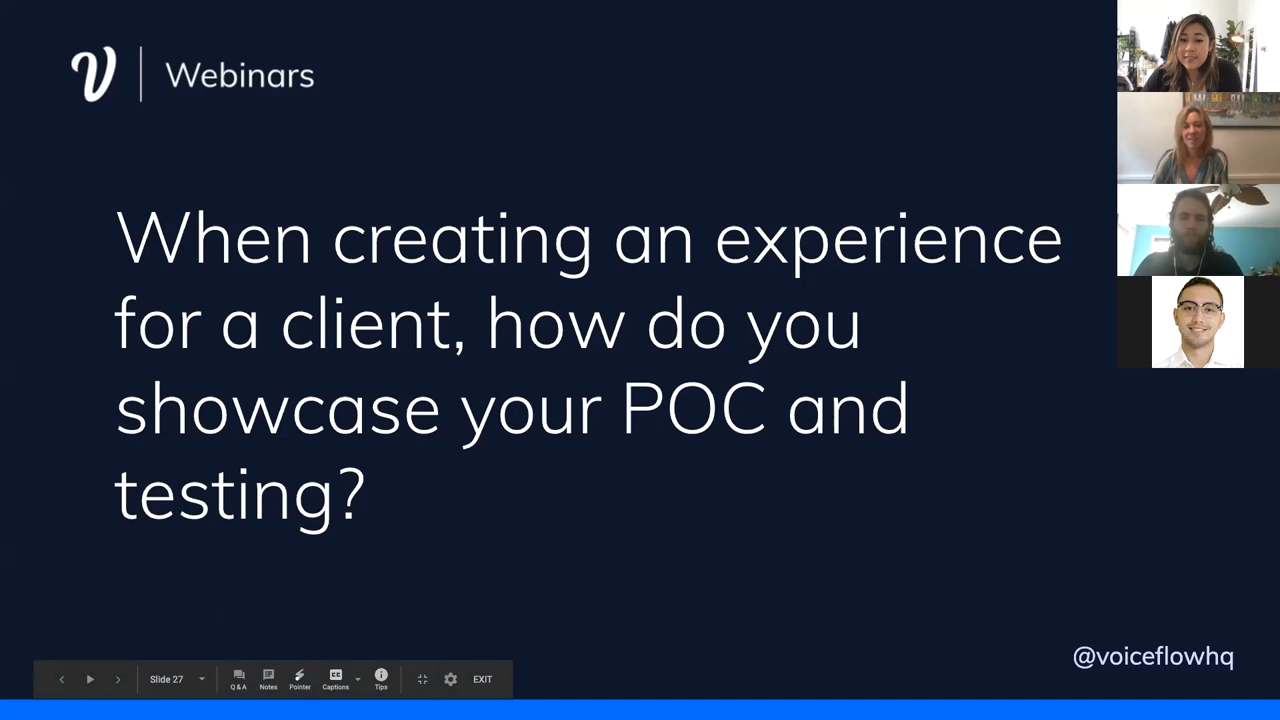 V Webinars
When creating an experience
for a client, how do you
showcase your POC and
testing?
@voiceflowhq
Slide 27 Q & A Notes Pointer Captions Tips EXIT